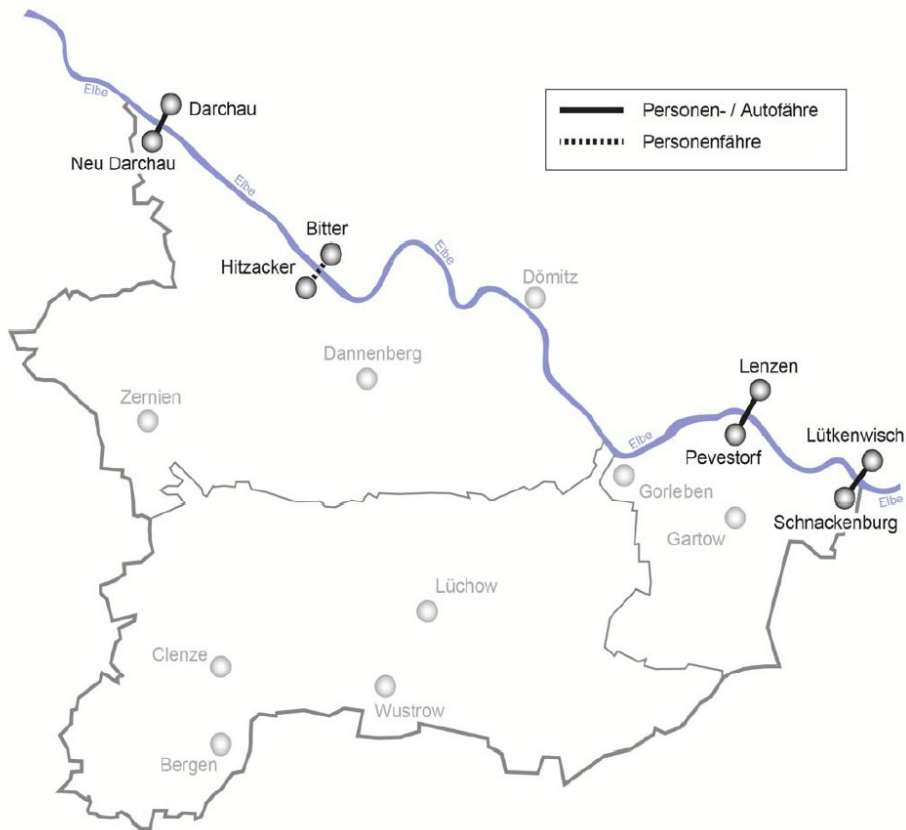 Elbe
Darchau
Neu Darchau
Personen- / Autofähre
Personenfähre
Elbe
Bitter
Hitzacker
Elbe
Dömitz
Dannenberg
Zernien
Lenzen
Elbe
Pevestorf
Lütkenwisch
Gorleben
Elbe
Schnackenburg
Gartow
Lüchow
Clenze
Wustrow
Bergen